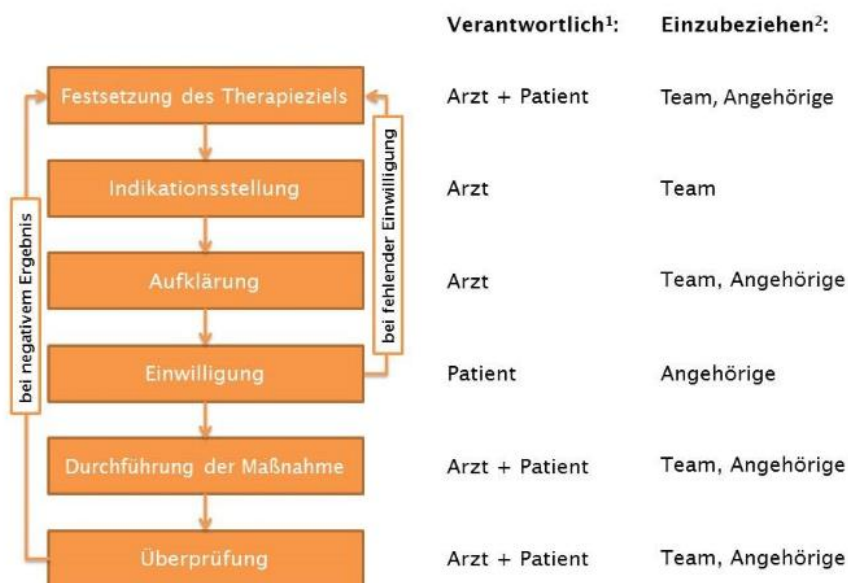 Verantwortlich¹: Einzubeziehen²:
Festsetzung des Therapieziels Arzt + Patient Team, Angehörige
Indikationsstellung Arzt Team
Aufklärung Arzt Team, Angehörige
Einwilligung Patient Angehörige
Durchführung der Maßnahme Arzt + Patient Team, Angehörige
Überprüfung Arzt + Patient Team, Angehörige
bei negativem Ergebnis
bei fehlender Einwilligung